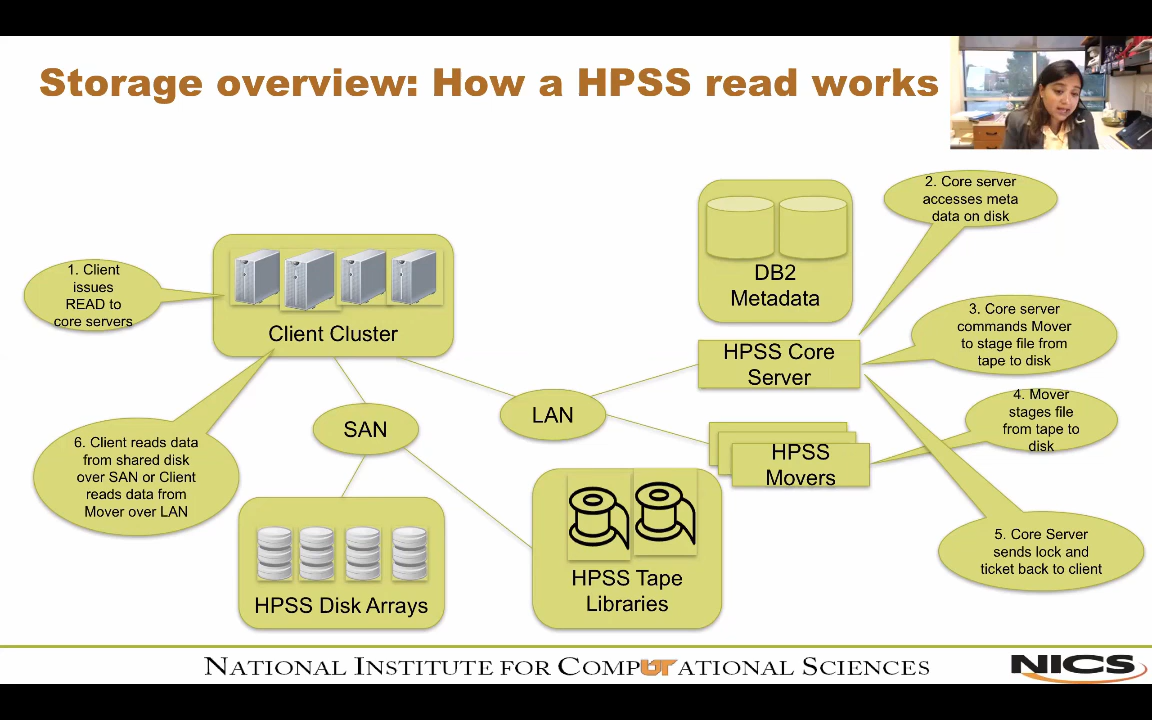 Storage overview: How a HPSS read works
2. Core server
accesses meta
data on disk
1. Client
issues
READ to
core servers
Client Cluster
DB2
Metadata
3. Core server
commands Mover
to stage file from
tape to disk
HPSS Core
Server
LAN
SAN
4. Mover
stages file
from tape to
disk
6. Client reads data
from shared disk
over SAN or Client
reads data from
Mover over LAN
HPSS
Movers
5. Core Server
sends lock and
ticket back to client
HPSS Disk Arrays
HPSS Tape
Libraries
NATIONAL INSTITUTE FOR COMPUTATIONAL SCIENCES
NICS